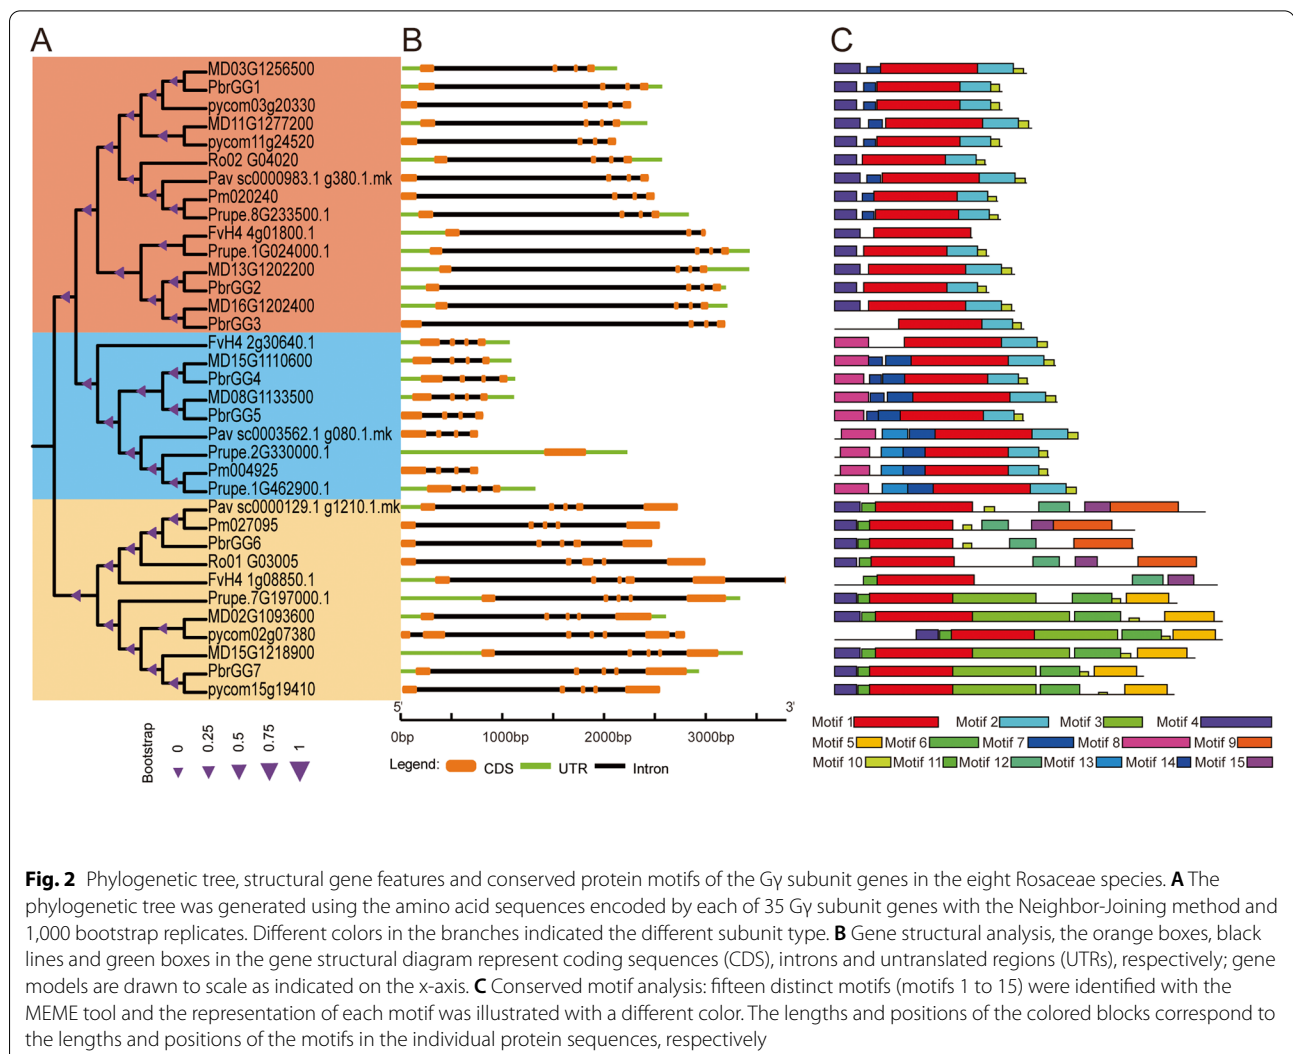 A B C
MD03G1256500
PbrGG1
pycom03g20330
MD11G1277200
pycom11g24520
Ro02 G04020
Pav sc0000983.1 g380.1.mk
Pm020240
Prupe.8G233500.1
FvH4 4g01800.1
Prupe.1G024000.1
MD13G1202200
PbrGG2
MD16G1202400
PbrGG3
FvH4 2g30640.1
MD15G1110600
PbrGG4
MD08G1133500
PbrGG5
Pav sc0003562.1 g080.1.mk
Prupe.2G330000.1
Pm004925
Prupe.1G462900.1
Pav sc0000129.1 g1210.1.mk
Pm027095
PbrGG6
Ro01 G03005
FvH4 1g08850.1
Prupe.7G197000.1
MD02G1093600
pycom02g07380
MD15G1218900
PbrGG7
pycom15g19410
Bootstrap
0 0.25 0.5 0.75 1
5' 3'
0bp 1000bp 2000bp 3000bp
Legend: CDS UTR Intron
Motif 1 Motif 2 Motif 3 Motif 4
Motif 5 Motif 6 Motif 7 Motif 8 Motif 9
Motif 10 Motif 11 Motif 12 Motif 13 Motif 14 Motif 15
Fig. 2 Phylogenetic tree, structural gene features and conserved protein motifs of the Gγ subunit genes in the eight Rosaceae species. A The
phylogenetic tree was generated using the amino acid sequences encoded by each of 35 Gγ subunit genes with the Neighbor-Joining method and
1,000 bootstrap replicates. Different colors in the branches indicated the different subunit type. B Gene structural analysis, the orange boxes, black
lines and green boxes in the gene structural diagram represent coding sequences (CDS), introns and untranslated regions (UTRs), respectively; gene
models are drawn to scale as indicated on the x-axis. C Conserved motif analysis: fifteen distinct motifs (motifs 1 to 15) were identified with the
MEME tool and the representation of each motif was illustrated with a different color. The lengths and positions of the colored blocks correspond to
the lengths and positions of the motifs in the individual protein sequences, respectively